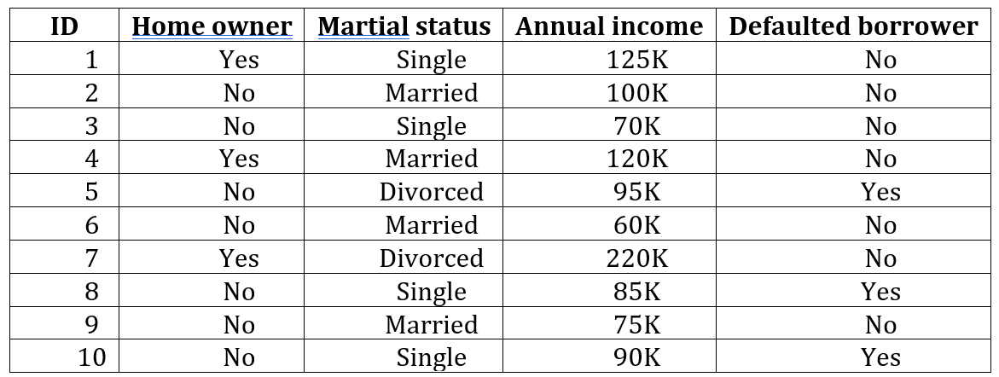 ID Home owner Martial status Annual income Defaulted borrower
1 Yes Single 125K No
2 No Married 100K No
3 No Single 70K No
4 Yes Married 120K No
5 No Divorced 95K Yes
6 No Married 60K No
7 Yes Divorced 220K No
8 No Single 85K Yes
9 No Married 75K No
10 No Single 90K Yes